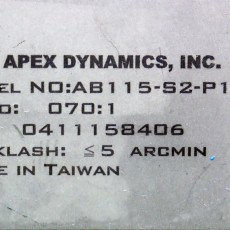 APEX DYNAMICS, INC.
EL NO:AB115-S2-P1
O: 070:1
0411158406
KLASH: ≦5 ARCMIN
E IN TAIWAN